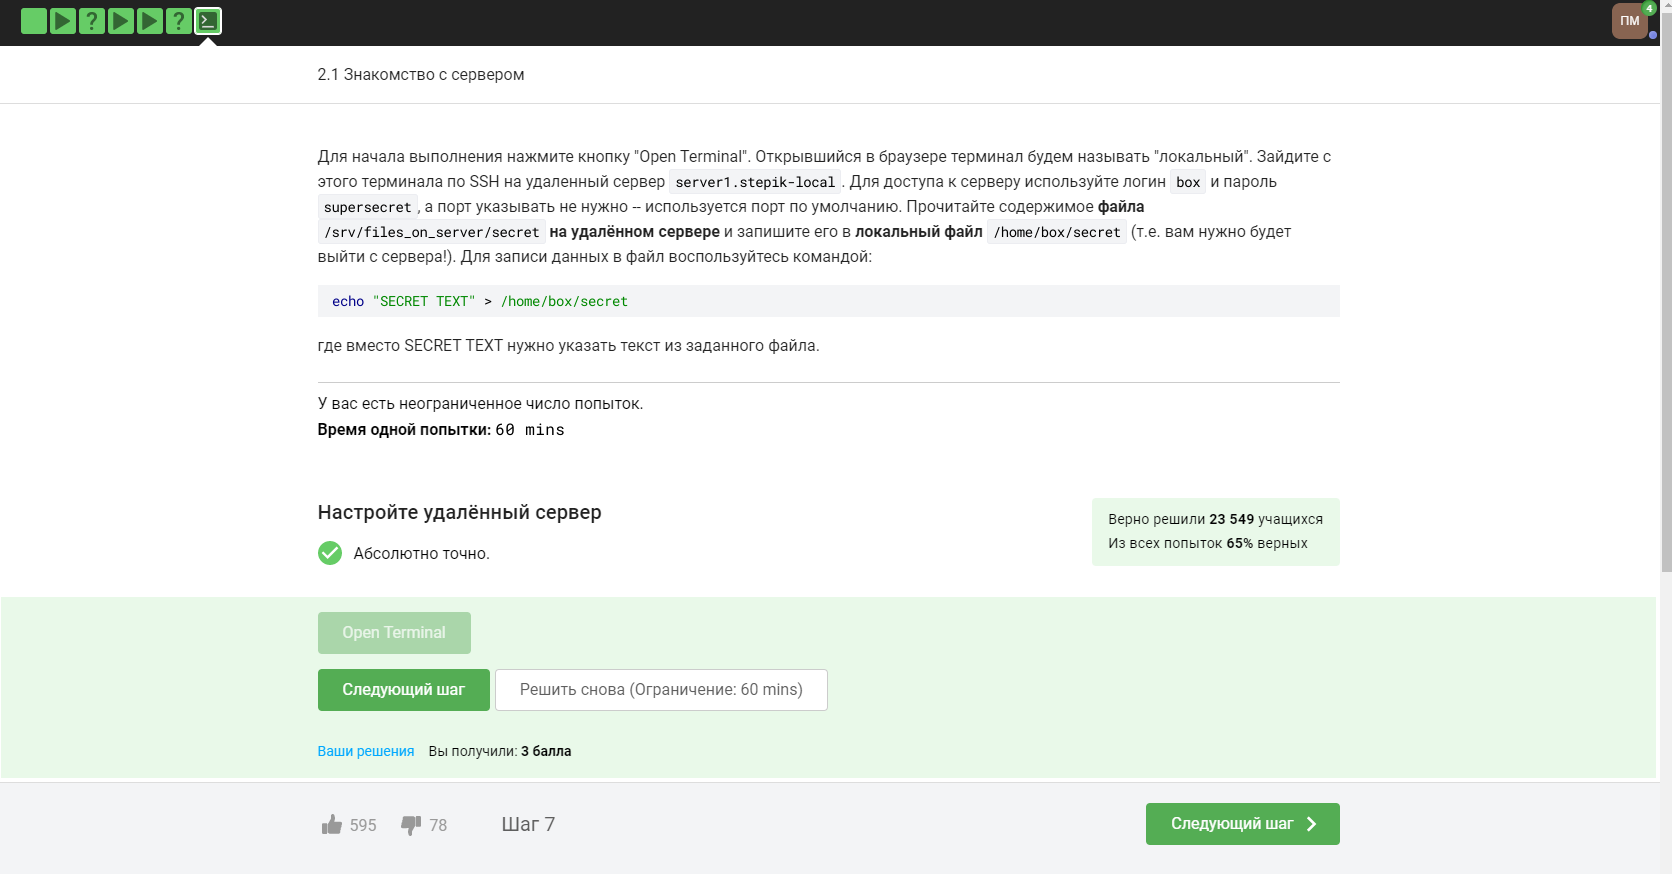 ПМ
4
2.1 Знакомство с сервером
Для начала выполнения нажмите кнопку "Open Terminal". Открывшийся в браузере терминал будем называть "локальный". Зайдите с
этого терминала по SSH на удаленный сервер server1.stepik-local. Для доступа к серверу используйте логин box и пароль
supersecret, а порт указывать не нужно -- используется порт по умолчанию. Прочитайте содержимое файла
/srv/files_on_server/secret на удалённом сервере и запишите его в локальный файл /home/box/secret (т.е. вам нужно будет
выйти с сервера!). Для записи данных в файл воспользуйтесь командой:
echo "SECRET TEXT" > /home/box/secret
где вместо SECRET TEXT нужно указать текст из заданного файла.
У вас есть неограниченное число попыток.
Время одной попытки: 60 mins
Настройте удалённый сервер
Верно решили 23 549 учащихся
Из всех попыток 65% верных
Абсолютно точно.
Open Terminal
Следующий шаг
Решить снова (Ограничение: 60 mins)
Ваши решения Вы получили: 3 балла
595
78
Шаг 7
Следующий шаг